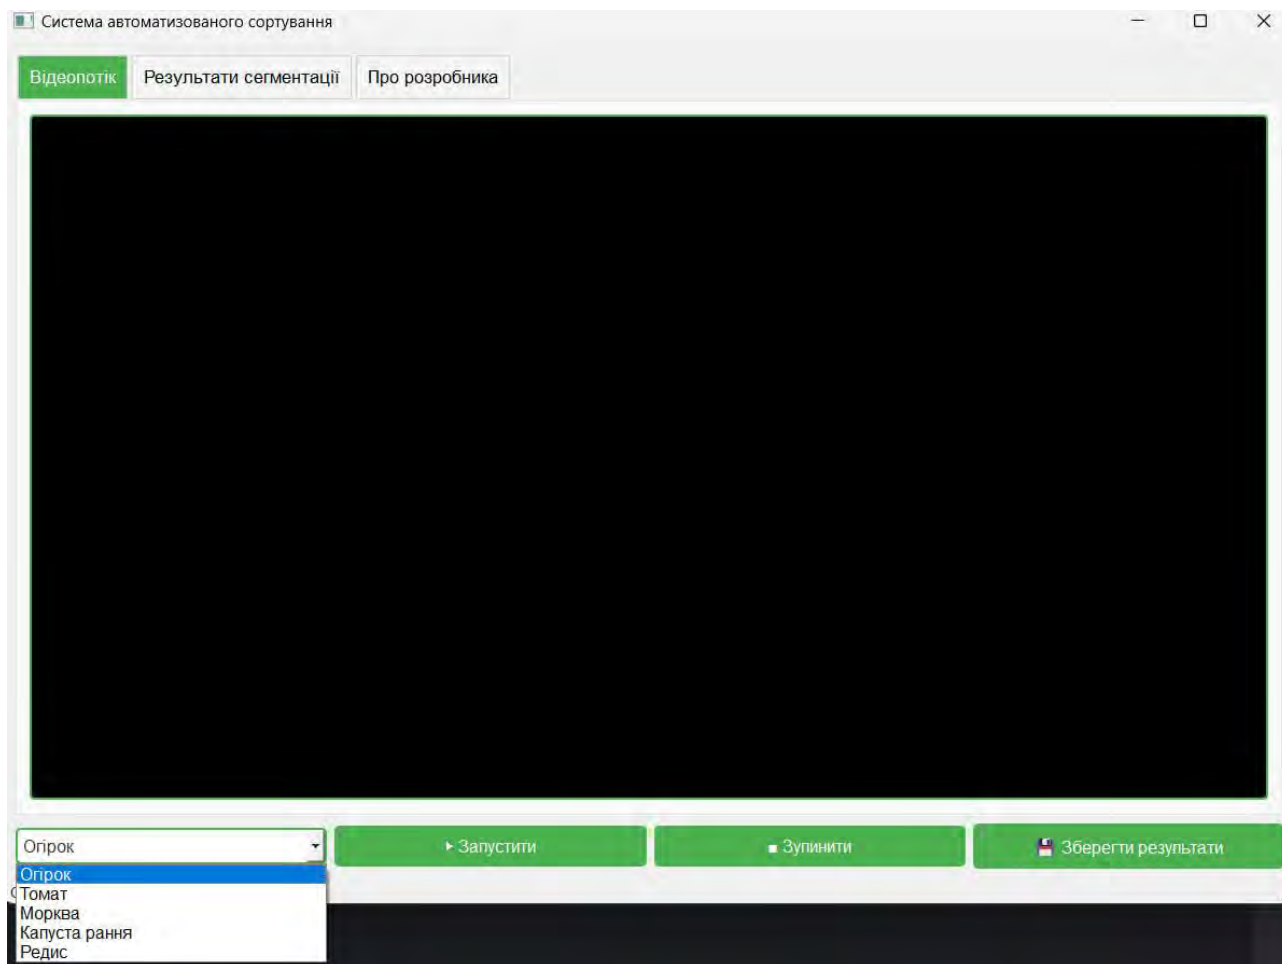 Система автоматизованого сортування
Відеопотік Результати сегментації Про розробника
Огірок Запустити Зупинити Зберегти результати
Огірок
Томат
Морква
Капуста рання
Редис